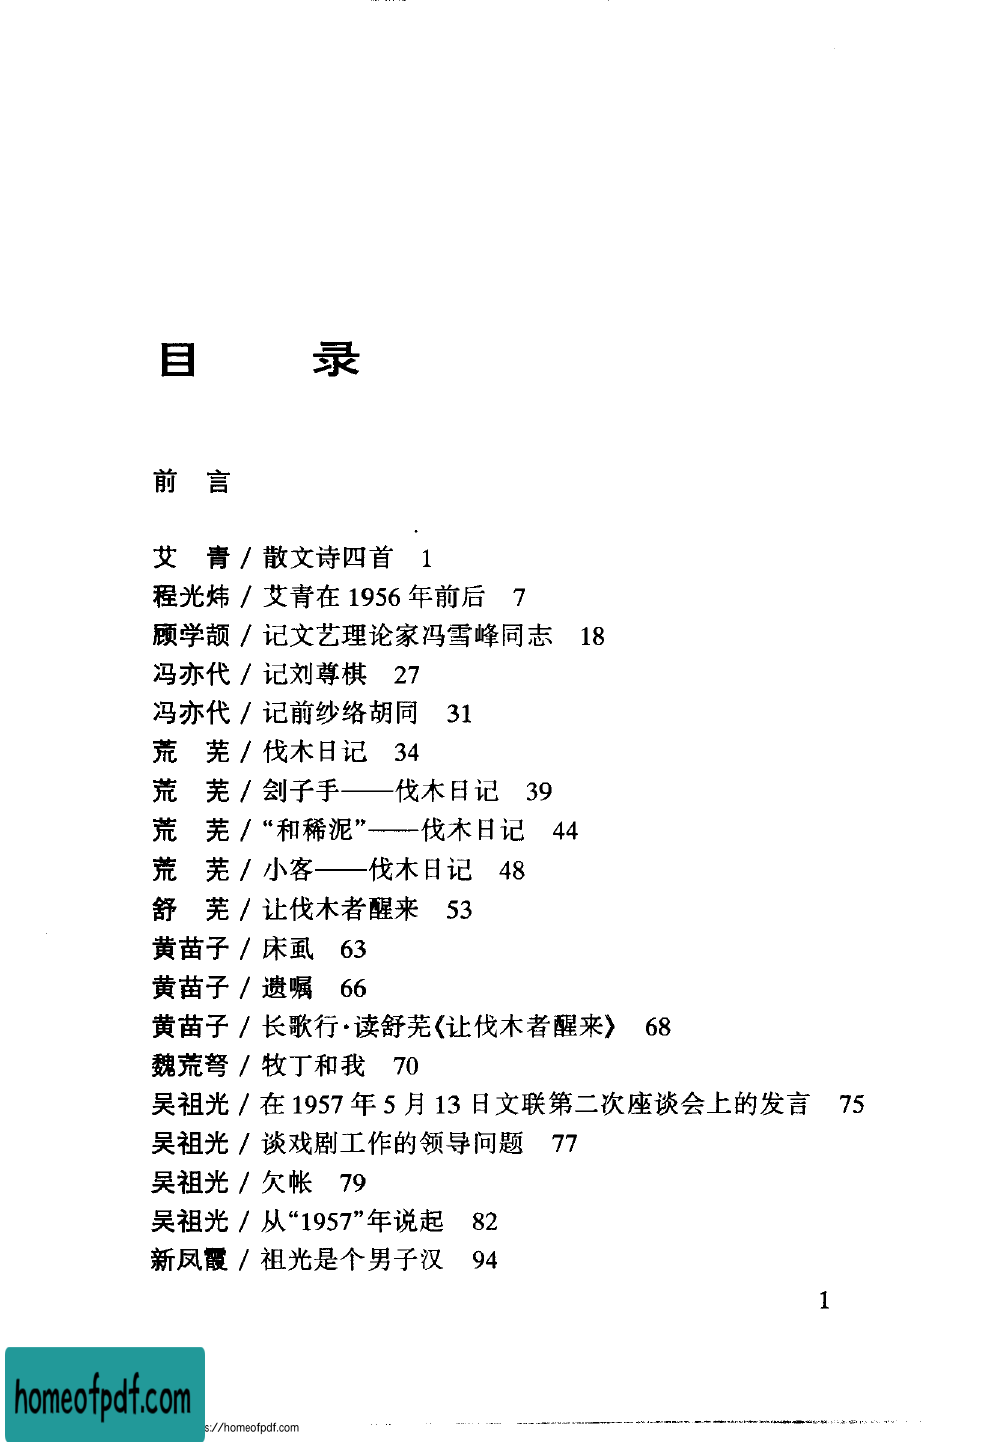 目 录
前 言
艾 青 / 散文诗四首 1
程光炜 / 艾青在 1956 年前后 7
顾学颉 / 记文艺理论家冯雪峰同志 18
冯亦代 / 记刘尊棋 27
冯亦代 / 记前纱络胡同 31
荒 芜 / 伐木日记 34
荒 芜 / 刽子手——伐木日记 39
荒 芜 / “和稀泥”——伐木日记 44
荒 芜 / 小客——伐木日记 48
舒 芜 / 让伐木者醒来 53
黄苗子 / 床虱 63
黄苗子 / 遗嘱 66
黄苗子 / 长歌行·读舒芜《让伐木者醒来》 68
魏荒弩 / 牧丁和我 70
吴祖光 / 在 1957 年 5 月 13 日文联第二次座谈会上的发言 75
吴祖光 / 谈戏剧工作的领导问题 77
吴祖光 / 欠帐 79
吴祖光 / 从“1957”年说起 82
新凤霞 / 祖光是个男子汉 94
1
homeofpdf.com
s://homeofpdf.com